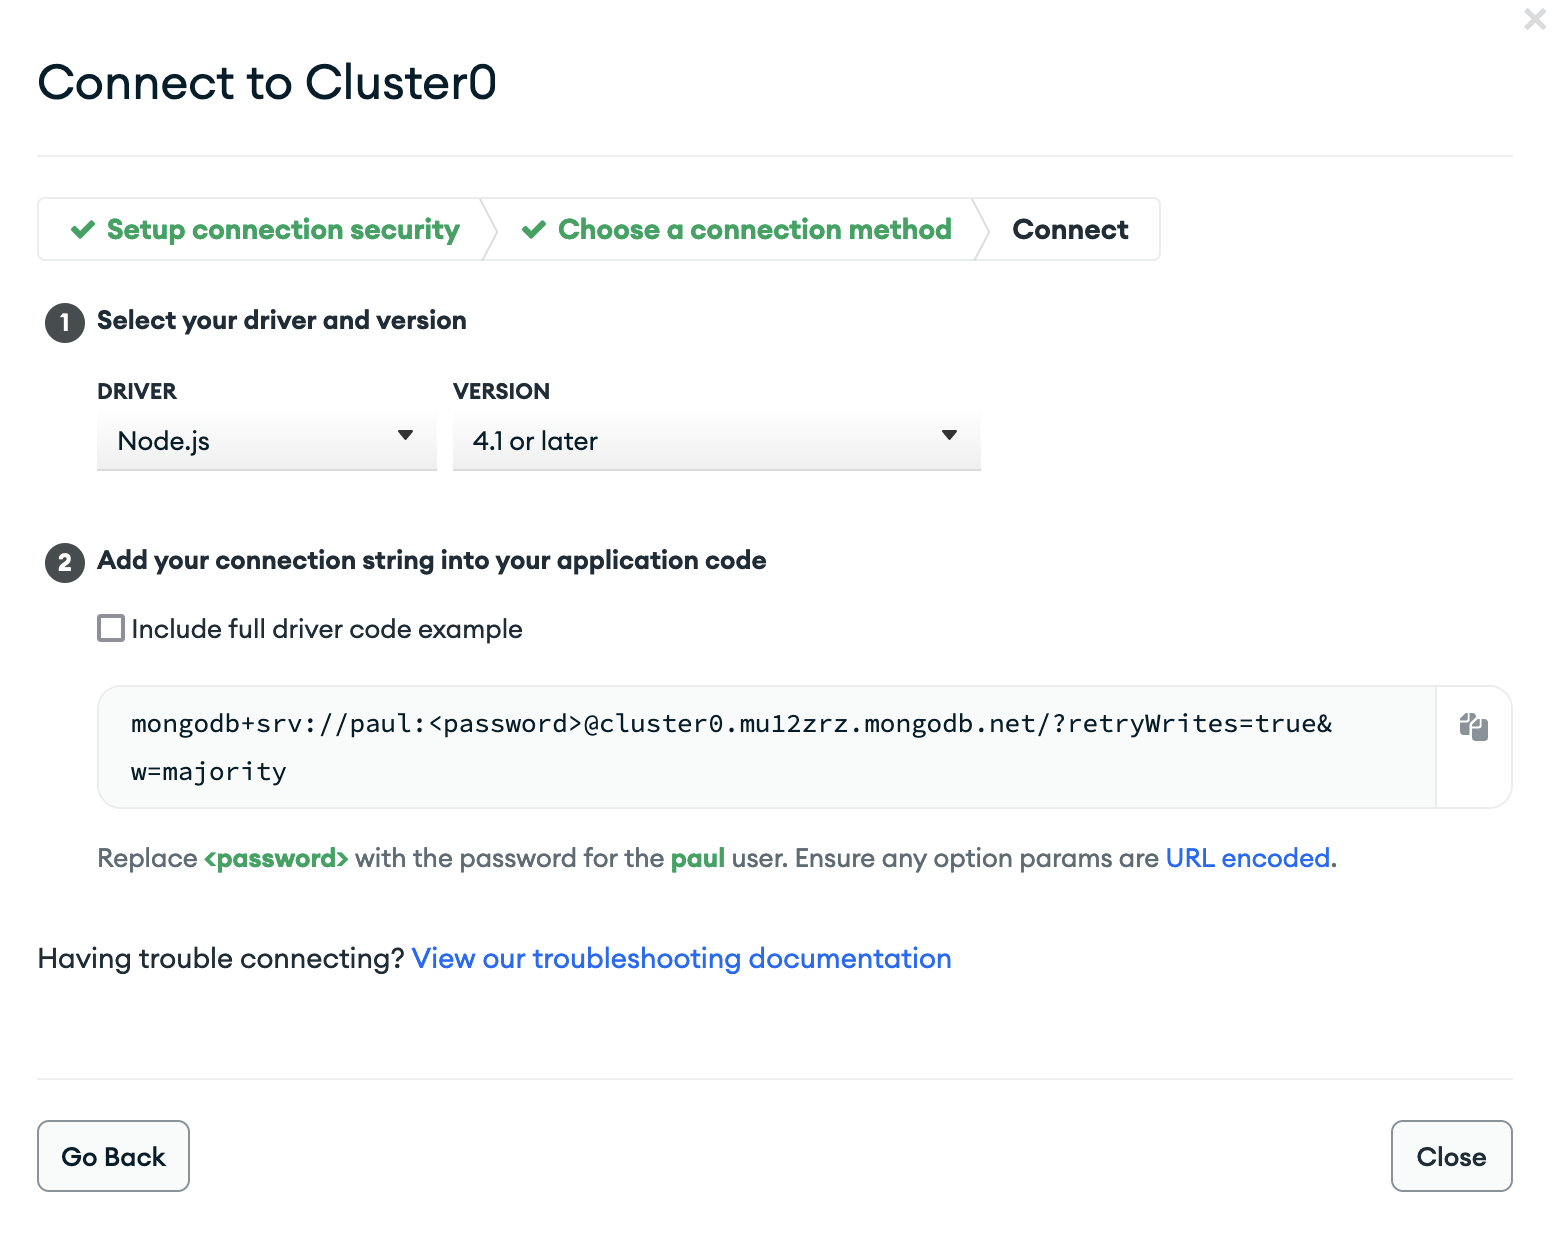 Connect to Cluster0
Setup connection security
Choose a connection method
Connect
1 Select your driver and version
DRIVER
VERSION
Node.js
4.1 or later
2 Add your connection string into your application code
Include full driver code example
mongodb+srv://paul:<password>@cluster0.mu12zrz.mongodb.net/?retryWrites=true&
w=majority
Replace <password> with the password for the paul user. Ensure any option params are URL encoded.
Having trouble connecting? View our troubleshooting documentation
Go Back
Close